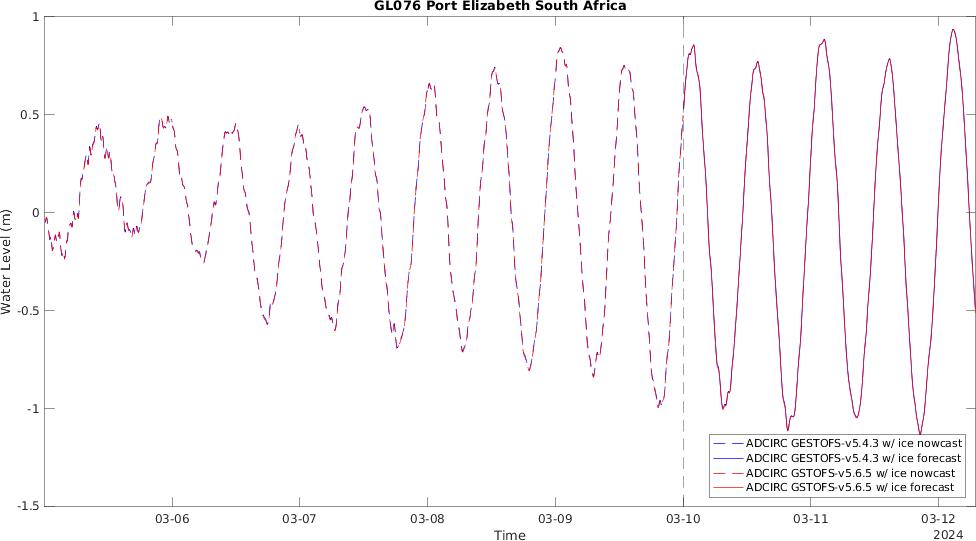 GL076 Port Elizabeth South Africa
1
0.5
0
-0.5
-1
-1.5
Water Level (m)
03-06 03-07 03-08 03-09 03-10 03-11 03-12
2024
Time
ADCIRC GESTOFS-v5.4.3 w/ ice nowcast
ADCIRC GESTOFS-v5.4.3 w/ ice forecast
ADCIRC GSTOFS-v5.6.5 w/ ice nowcast
ADCIRC GSTOFS-v5.6.5 w/ ice forecast